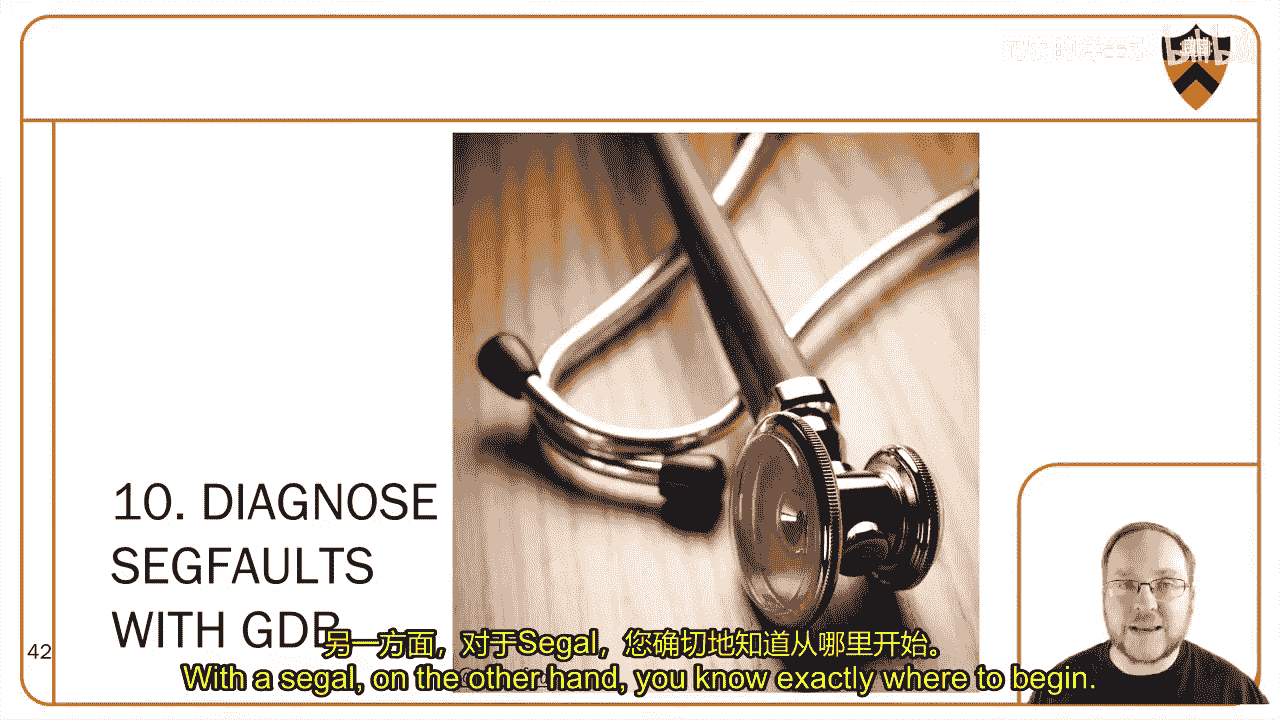 10. DIAGNOSE
SEGFAULTS
WITH GDB
42
另一方面，对于Segal，您确切地知道从哪里开始。
With a segal, on the other hand, you know exactly where to begin.